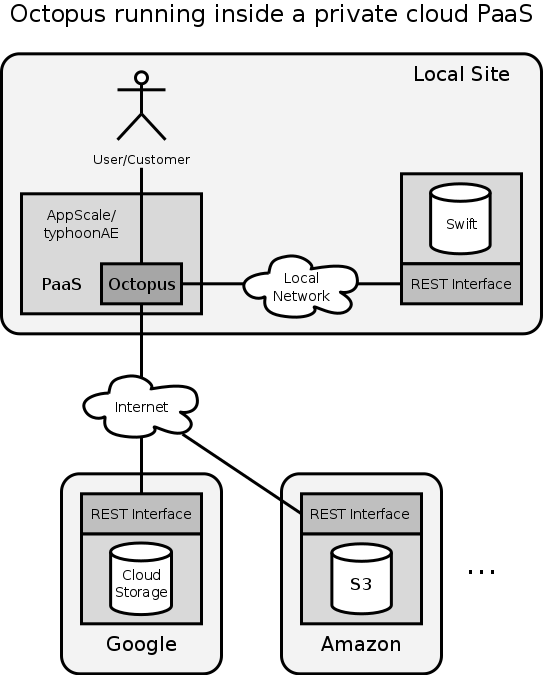 Octopus running inside a private cloud PaaS
Local Site
User/Customer
AppScale/
typhoonAE
PaaS
Octopus
Local
Network
Swift
REST Interface
Internet
REST Interface
Cloud
Storage
Google
REST Interface
S3
Amazon
...